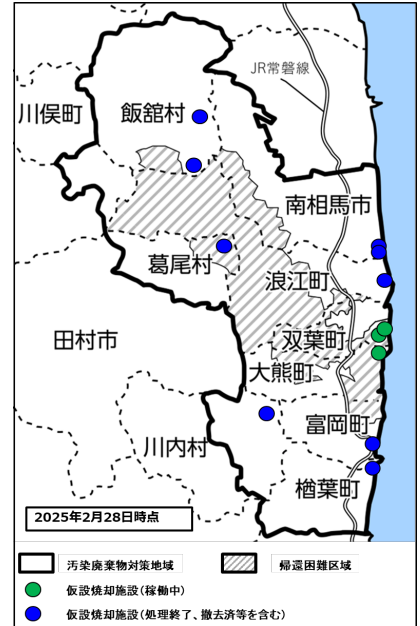 JR常磐線
川俣町
飯舘村
南相馬市
葛尾村
浪江町
田村市
双葉町
大熊町
富岡町
川内村
楢葉町
2025年2月28日時点
汚染廃棄物対策地域
帰還困難区域
仮設焼却施設(稼働中)
仮設焼却施設(処理終了、撤去済等を含む)